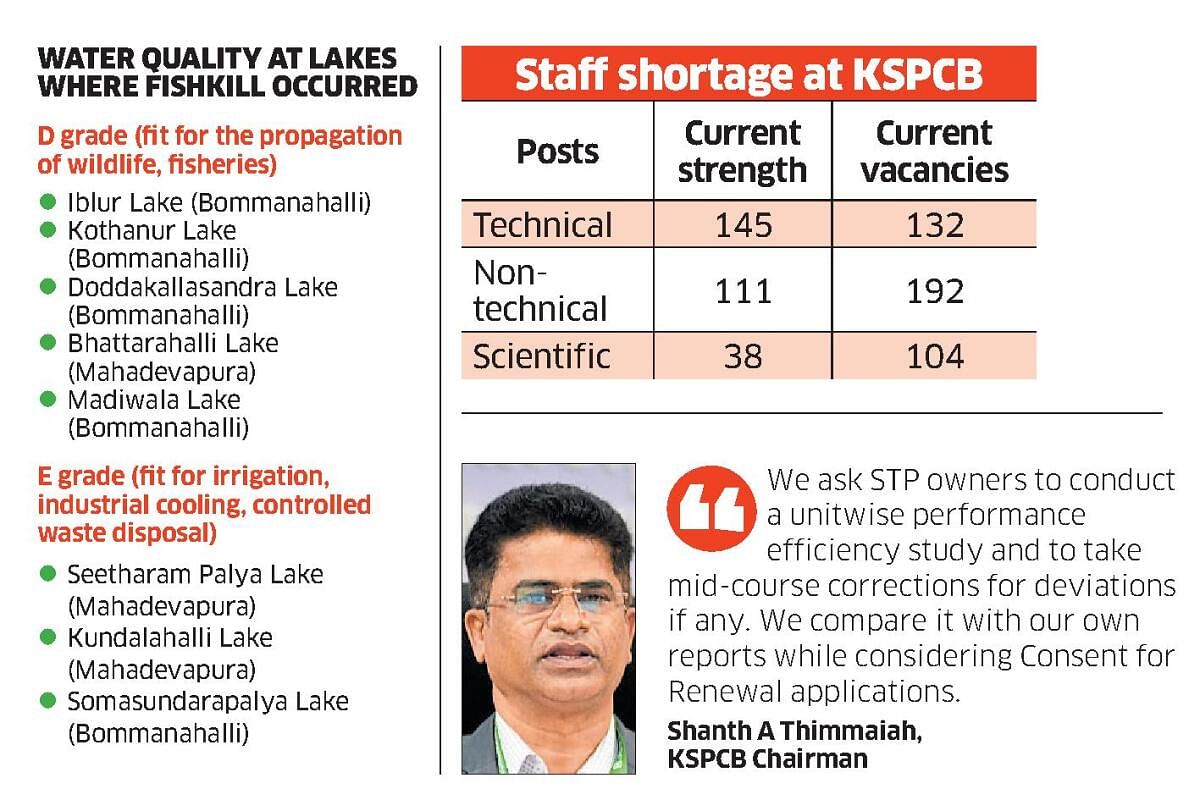 WATER QUALITY AT LAKES
WHERE FISHKILL OCCURRED
D grade (fit for the propagation
of wildlife, fisheries)
Iblur Lake (Bommanahalli)
Kothanur Lake
(Bommanahalli)
Doddakallasandra Lake
(Bommanahalli)
Bhattarahalli Lake
(Mahadevapura)
Madiwala Lake
(Bommanahalli)
E grade (fit for irrigation,
industrial cooling, controlled
waste disposal)
Seetharam Palya Lake
(Mahadevapura)
Kundalahalli Lake
(Mahadevapura)
Somasundarapalya Lake
(Bommanahalli)
Staff shortage at KSPCB
Posts
Current
strength
Current
vacancies
Technical 145 132
Non-
technical 111 192
Scientific 38 104
We ask STP owners to conduct
a unitwise performance
efficiency study and to take
mid-course corrections for deviations
if any. We compare it with our own
reports while considering Consent for
Renewal applications.
Shanth A Thimmaiah,
KSPCB Chairman